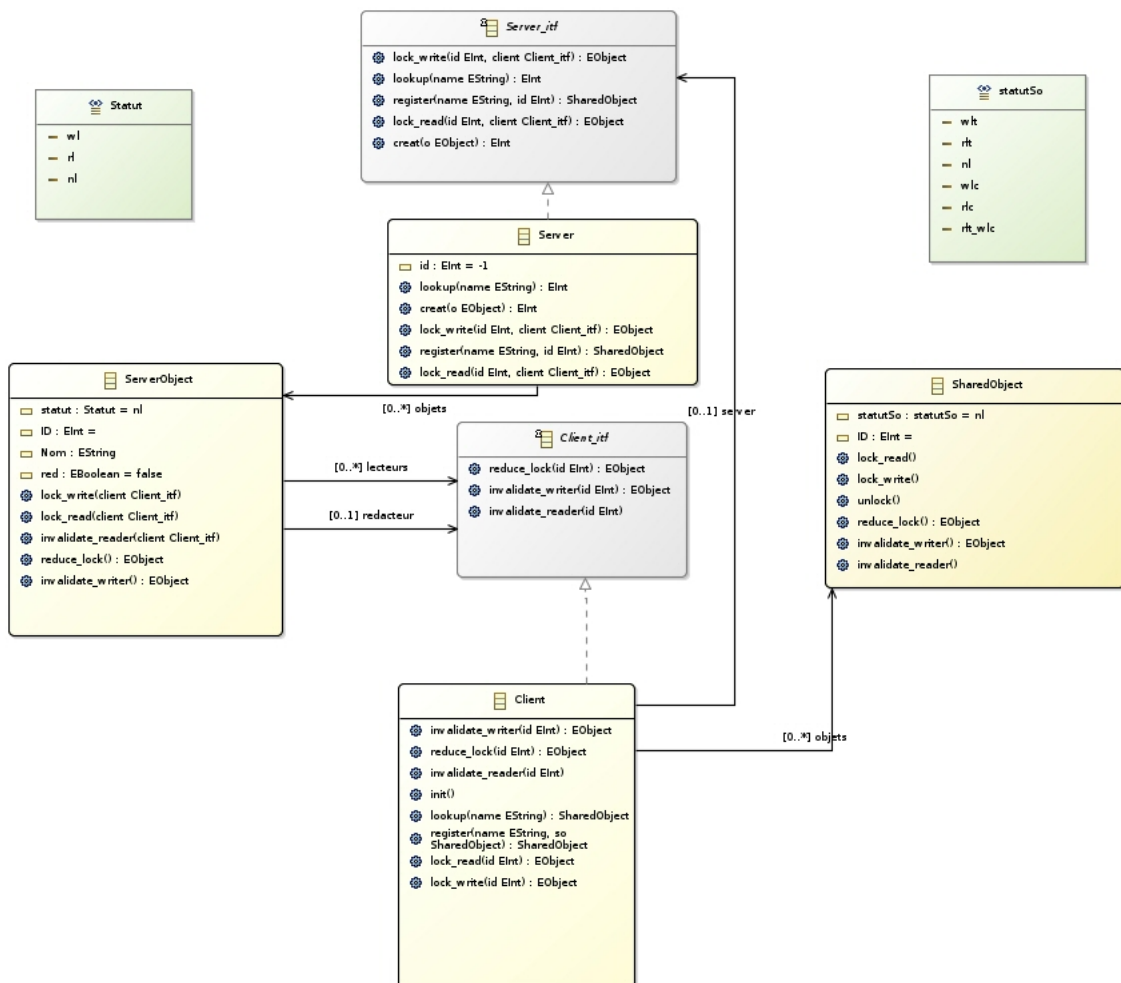 Server_itf
lock_write(id EInt, client Client_itf) : EObject
lookup(name EString) : EInt
register(name EString, id EInt) : SharedObject
lock_read(id EInt, client Client_itf) : EObject
creat(o EObject) : EInt
Statut
wl
rl
nl
statutSo
wlt
rlt
nl
wlc
rlc
rlt_wlc
Server
id : EInt = -1
lookup(name EString) : EInt
creat(o EObject) : EInt
lock_write(id EInt, client Client_itf) : EObject
register(name EString, id EInt) : SharedObject
lock_read(id EInt, client Client_itf) : EObject
ServerObject
statut : Statut = nl
ID : EInt =
Nom : EString
red : EBoolean = false
lock_write(client Client_itf)
lock_read(client Client_itf)
invalidate_reader(client Client_itf)
reduce_lock() : EObject
invalidate_writer() : EObject
[0..*] objets
[0..1] server
[0..*] lecteurs
[0..1] redacteur
Client_itf
reduce_lock(id EInt) : EObject
invalidate_writer(id EInt) : EObject
invalidate_reader(id EInt)
SharedObject
statutSo : statutSo = nl
ID : EInt =
lock_read()
lock_write()
unlock()
reduce_lock() : EObject
invalidate_writer() : EObject
invalidate_reader()
Client
invalidate_writer(id EInt) : EObject
reduce_lock(id EInt) : EObject
invalidate_reader(id EInt)
init()
lookup(name EString) : SharedObject
register(name EString, so
SharedObject) : SharedObject
lock_read(id EInt) : EObject
lock_write(id EInt) : EObject
[0..*] objets